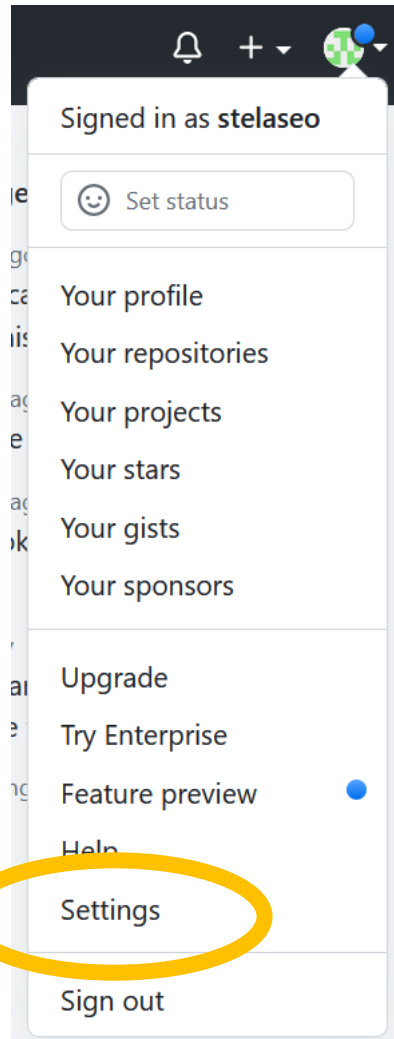 Signed in as stelaseo
Set status
Your profile
Your repositories
Your projects
Your stars
Your gists
Your sponsors
Upgrade
Try Enterprise
Feature preview
Help
Settings
Sign out